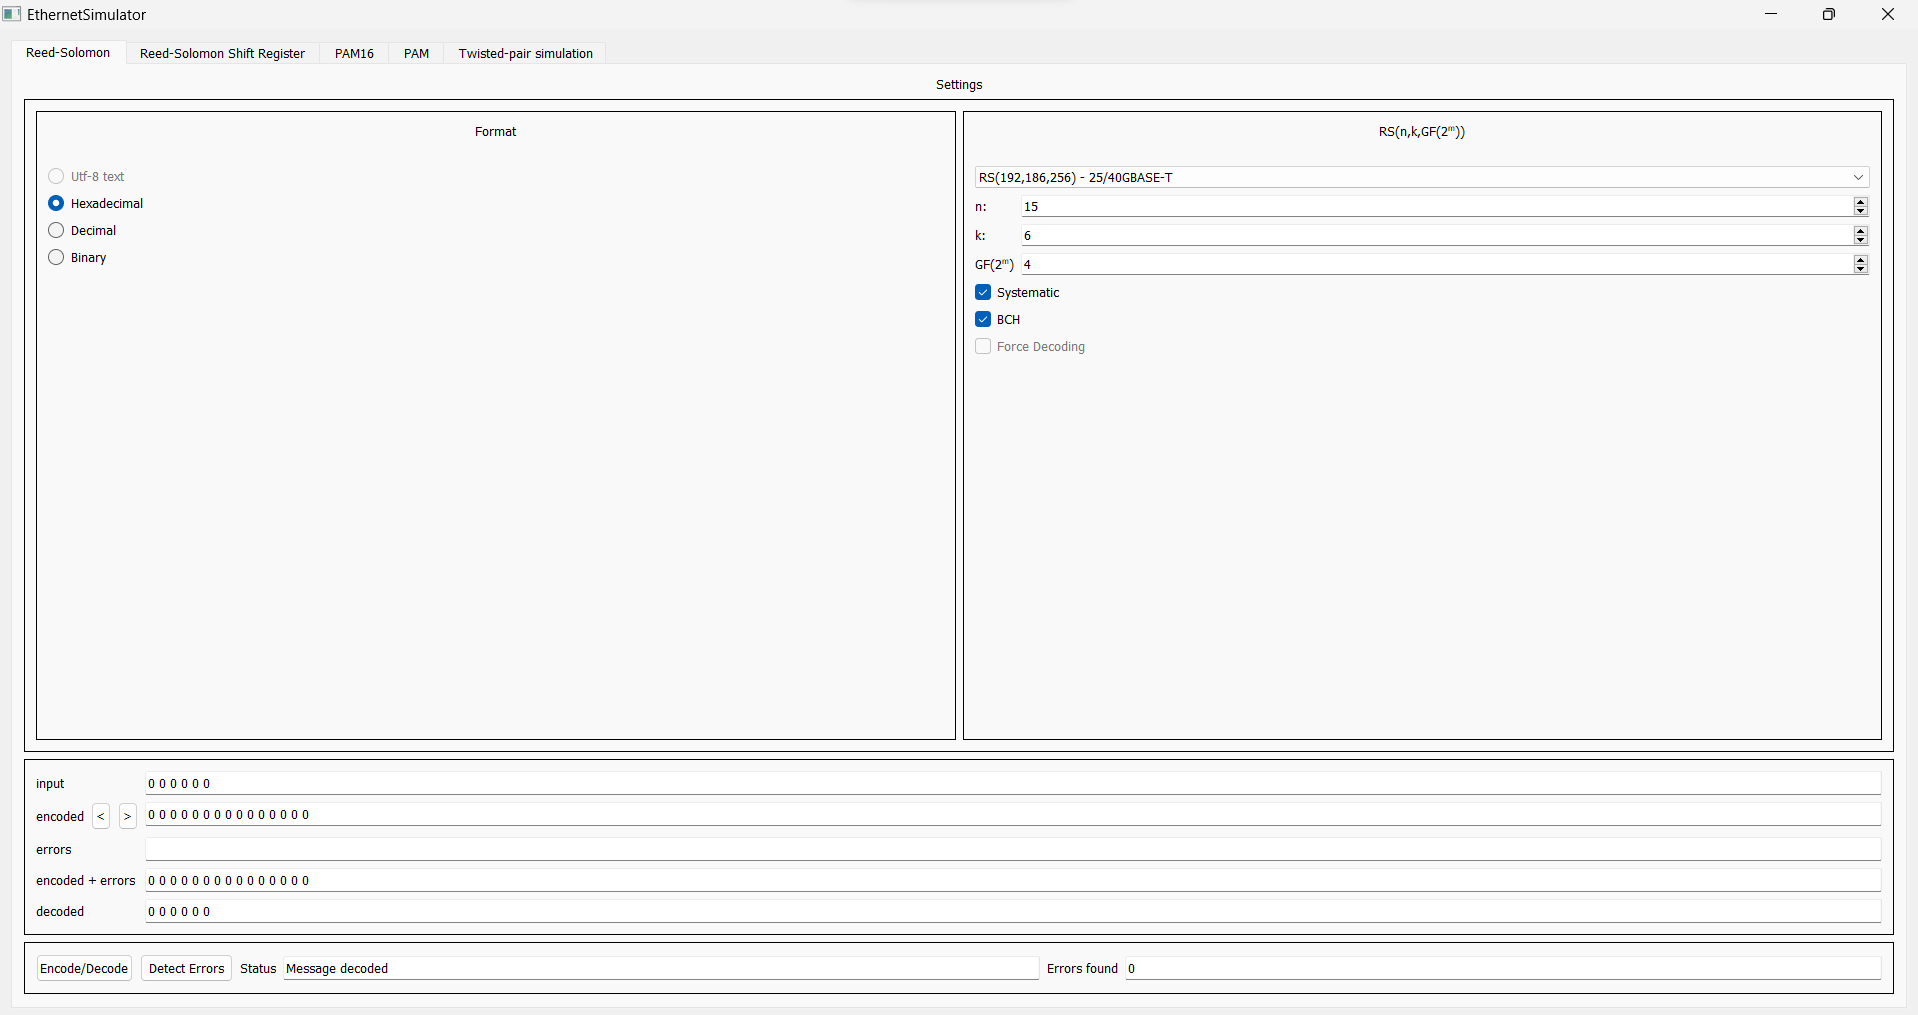 EthernetSimulator
Reed-Solomon Reed-Solomon Shift Register PAM16 PAM Twisted-pair simulation
Settings
Format
Utf-8 text
Hexadecimal
Decimal
Binary
RS(n,k,GF(2ᵐ))
RS(192,186,256) - 25/40GBASE-T
n: 15
k: 6
GF(2ᵐ) 4
Systematic
BCH
Force Decoding
input 0 0 0 0 0 0
encoded < > 0 0 0 0 0 0 0 0 0 0 0 0 0 0 0
errors
encoded + errors 0 0 0 0 0 0 0 0 0 0 0 0 0 0 0
decoded 0 0 0 0 0 0
Encode/Decode Detect Errors Status Message decoded Errors found 0